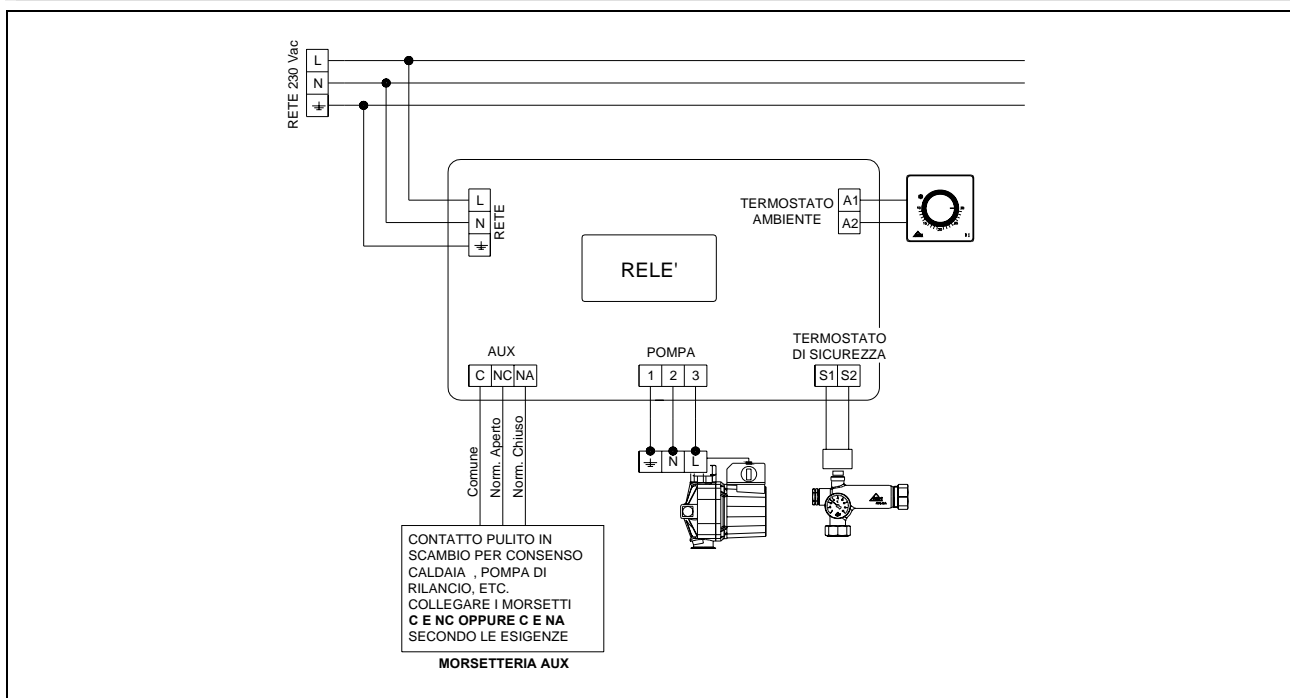 RETE 230 Vac
L
N
L
N
RETE
TERMOSTATO
AMBIENTE
A1
A2
RELE'
AUX
C NC NA
POMPA
1 2 3
TERMOSTATO
DI SICUREZZA
S1 S2
Comune
Norm. Aperto
Norm. Chiuso
N L
CONTATTO PULITO IN
SCAMBIO PER CONSENSO
CALDAIA , POMPA DI
RILANCIO, ETC.
COLLEGARE I MORSETTI
C E NC OPPURE C E NA
SECONDO LE ESIGENZE
MORSETTERIA AUX